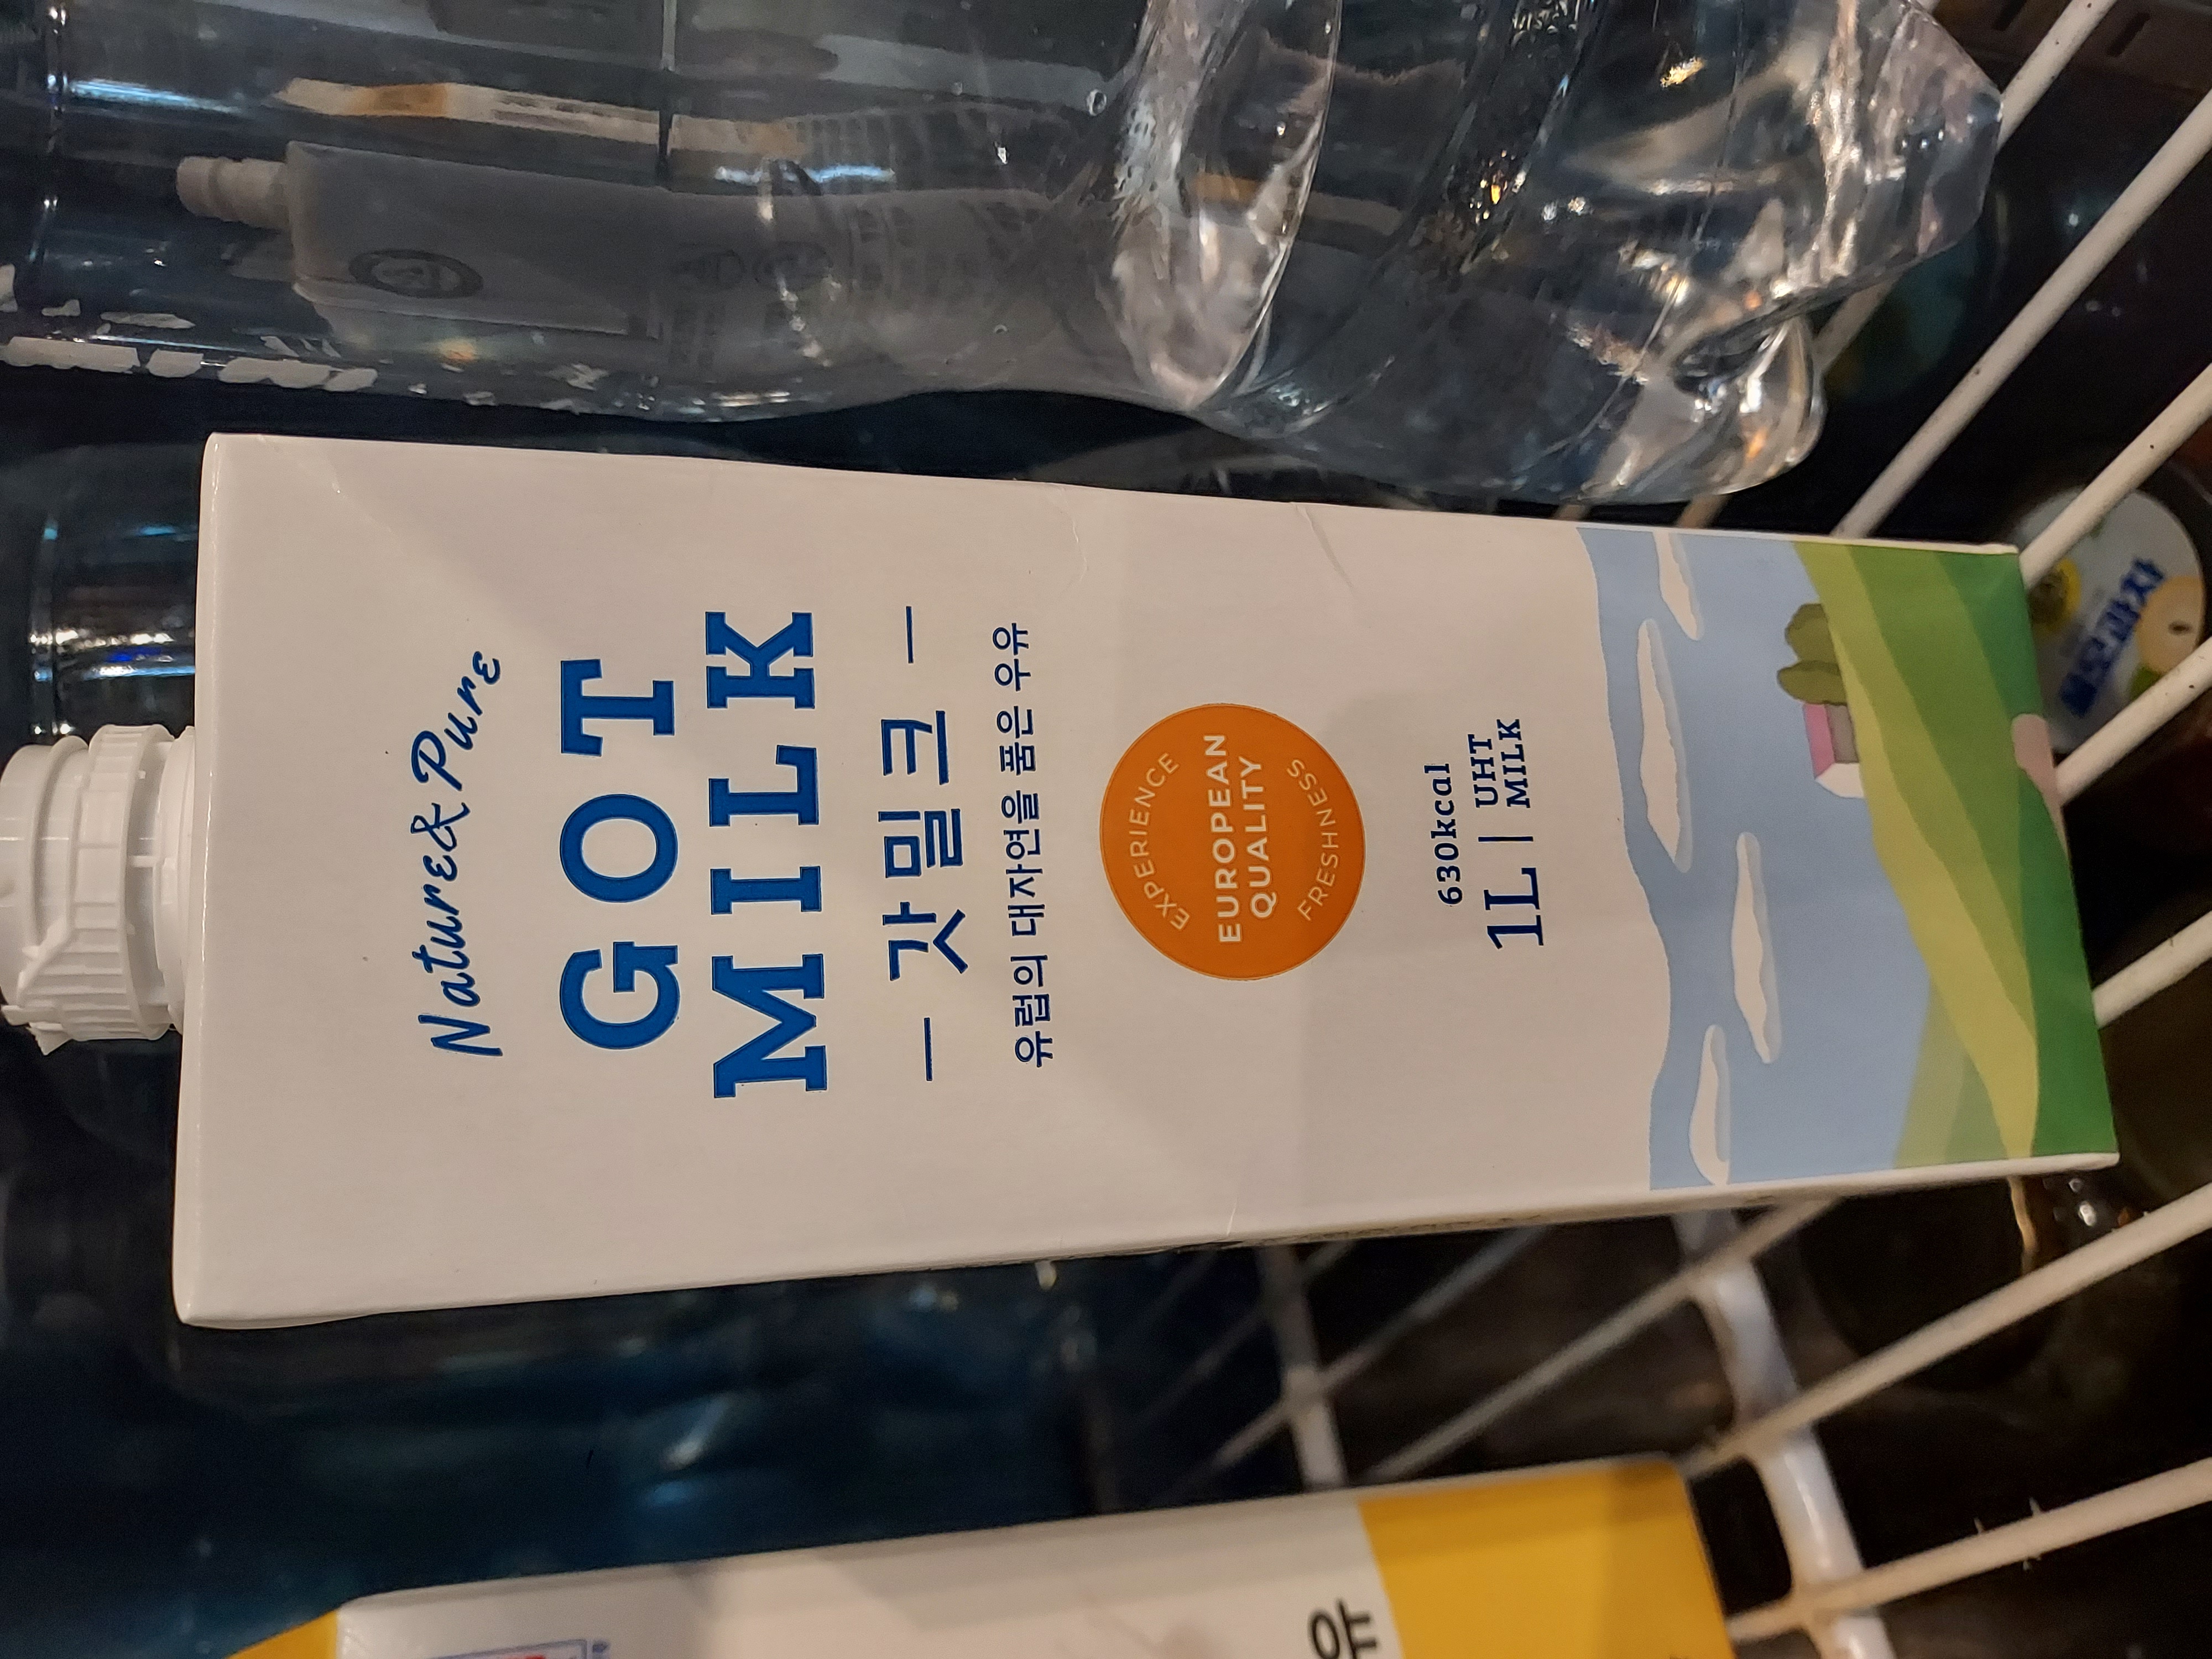 Nature & Pure
GOT
MILK
갓밀크
유럽의 대자연을 품은 우유
EXPERIENCE
EUROPEAN
QUALITY
FRESHNESS
630kcal
1L | UHT MILK
유